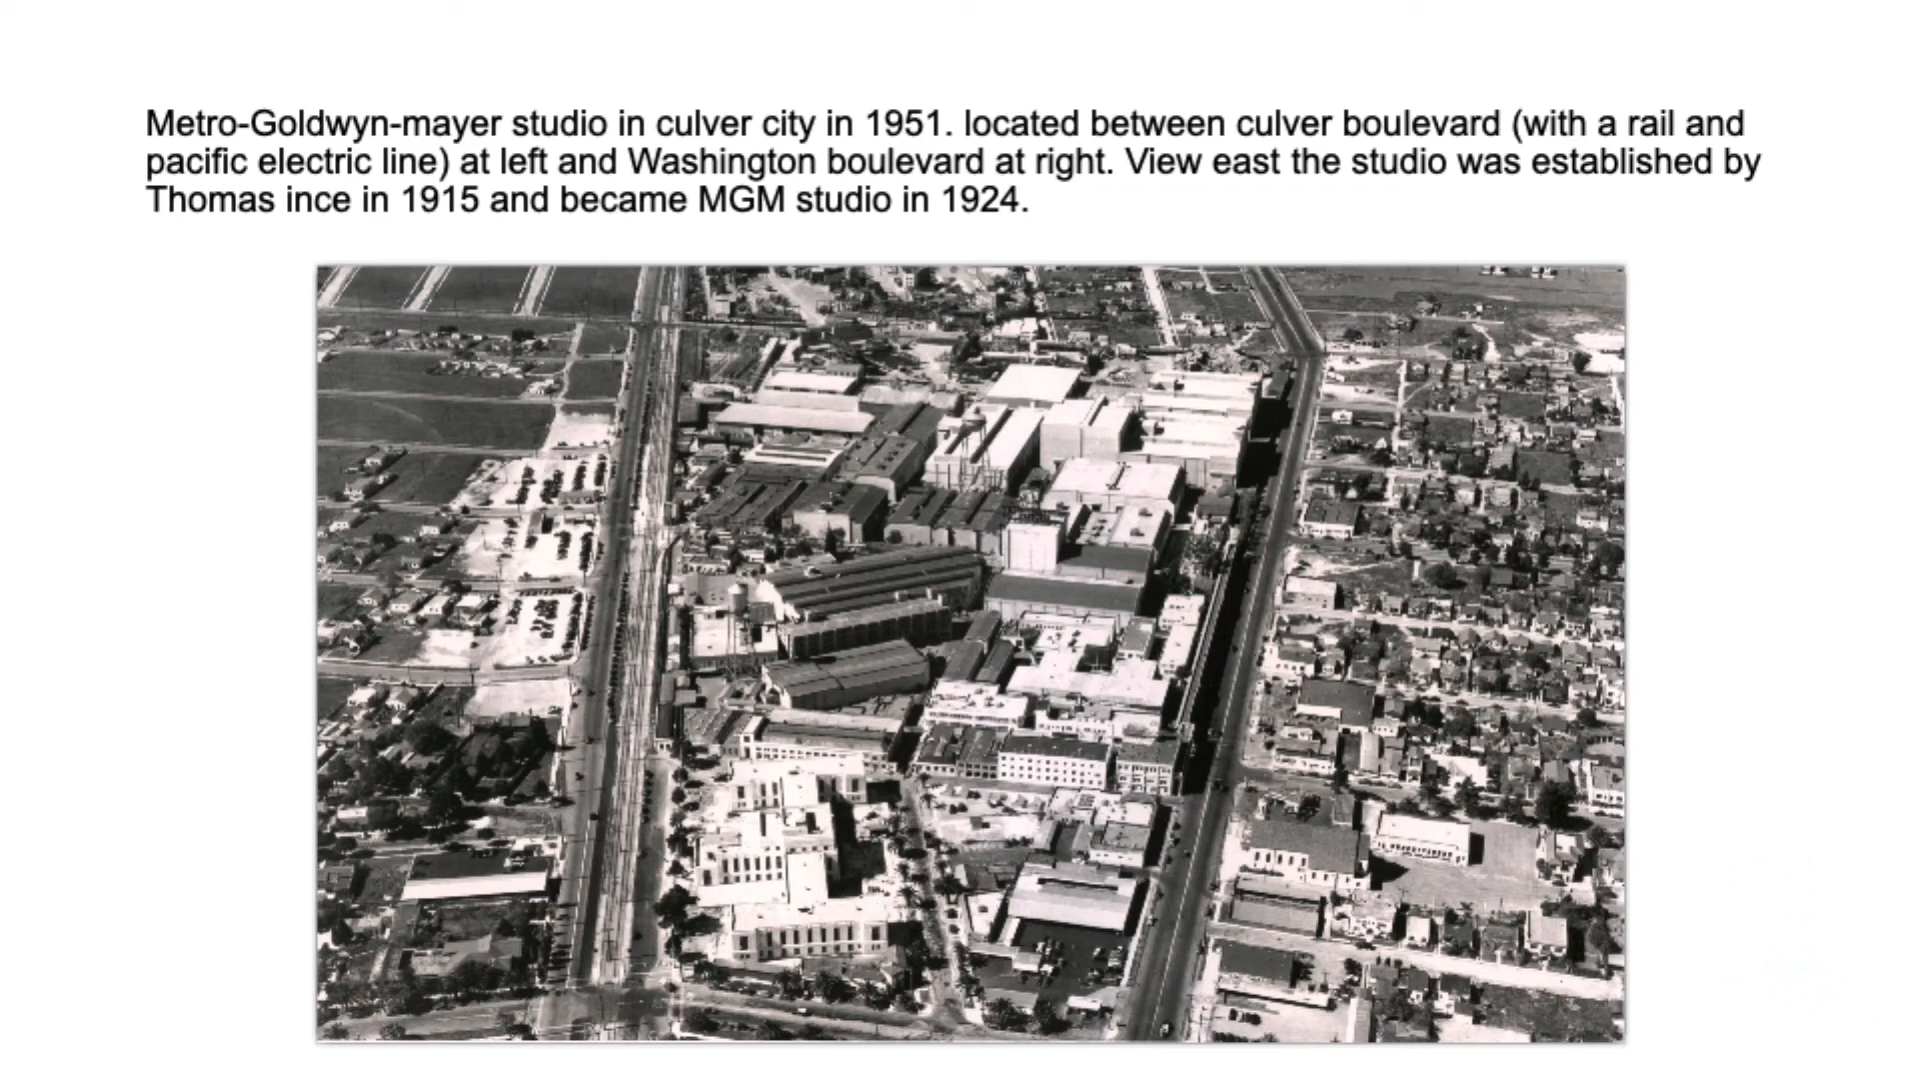 Metro-Goldwyn-mayer studio in culver city in 1951. located between culver boulevard (with a rail and
pacific electric line) at left and Washington boulevard at right. View east the studio was established by
Thomas ince in 1915 and became MGM studio in 1924.